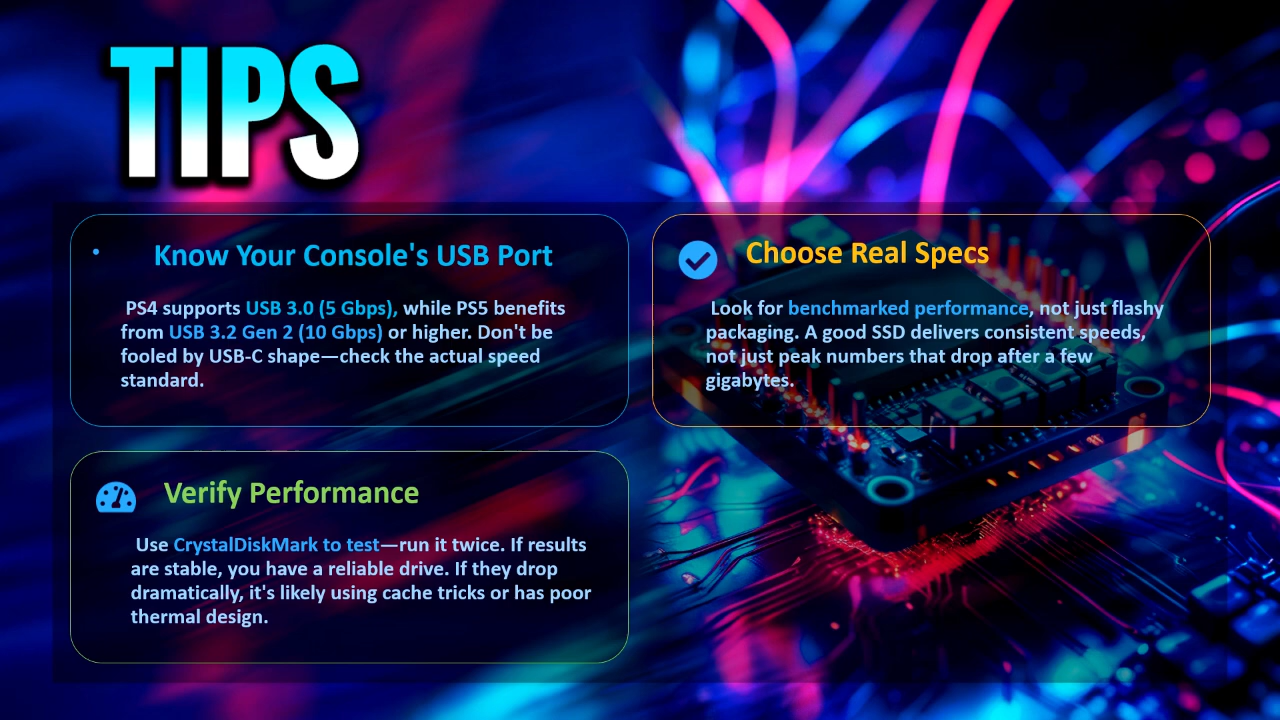 TIPS
• Know Your Console's USB Port
PS4 supports USB 3.0 (5 Gbps), while PS5 benefits
from USB 3.2 Gen 2 (10 Gbps) or higher. Don't be
fooled by USB-C shape—check the actual speed
standard.
Choose Real Specs
Look for benchmarked performance, not just flashy
packaging. A good SSD delivers consistent speeds,
not just peak numbers that drop after a few
gigabytes.
Verify Performance
Use CrystalDiskMark to test—run it twice. If results
are stable, you have a reliable drive. If they drop
dramatically, it's likely using cache tricks or has poor
thermal design.